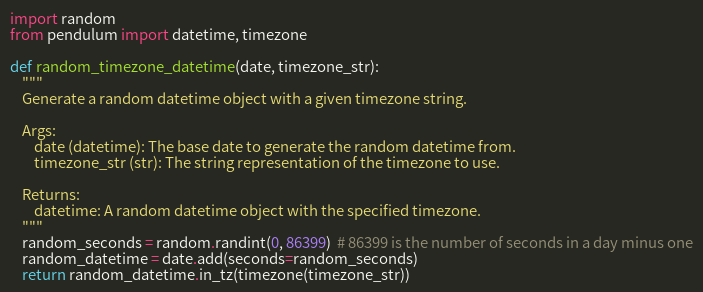 import random
from pendulum import datetime, timezone
def random_timezone_datetime(date, timezone_str):
"""
Generate a random datetime object with a given timezone string.
Args:
date (datetime): The base date to generate the random datetime from.
timezone_str (str): The string representation of the timezone to use.
Returns:
datetime: A random datetime object with the specified timezone.
"""
random_seconds = random.randint(0, 86399)  # 86399 is the number of seconds in a day minus one
random_datetime = date.add(seconds=random_seconds)
return random_datetime.in_tz(timezone(timezone_str))